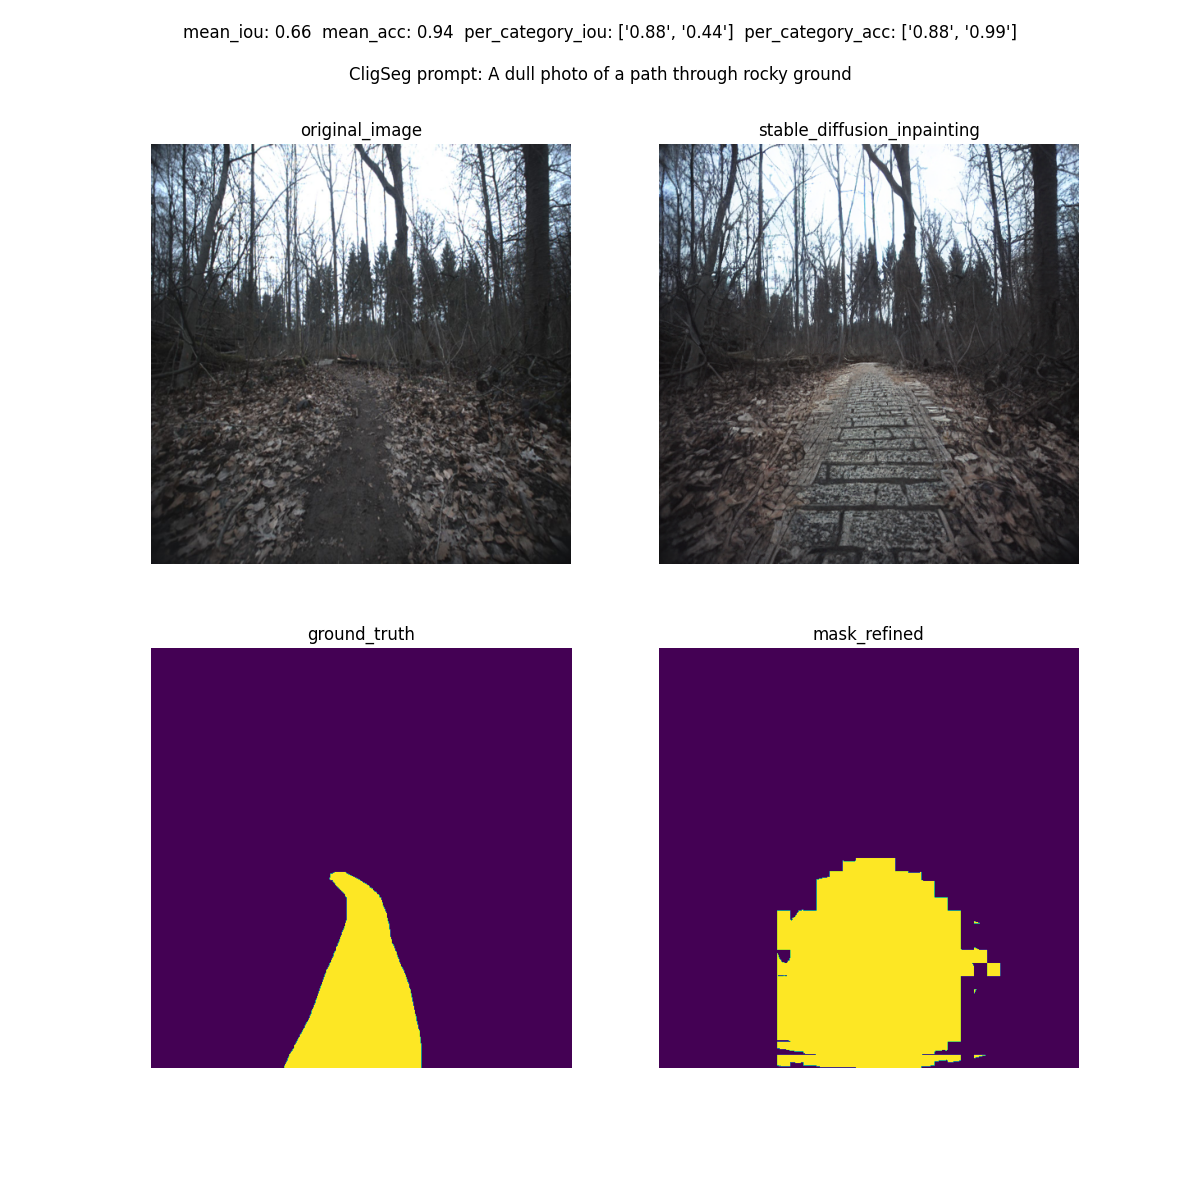 mean_iou: 0.66  mean_acc: 0.94  per_category_iou: ['0.88', '0.44']  per_category_acc: ['0.88', '0.99']
CligSeg prompt: A dull photo of a path through rocky ground
original_image
stable_diffusion_inpainting
ground_truth
mask_refined